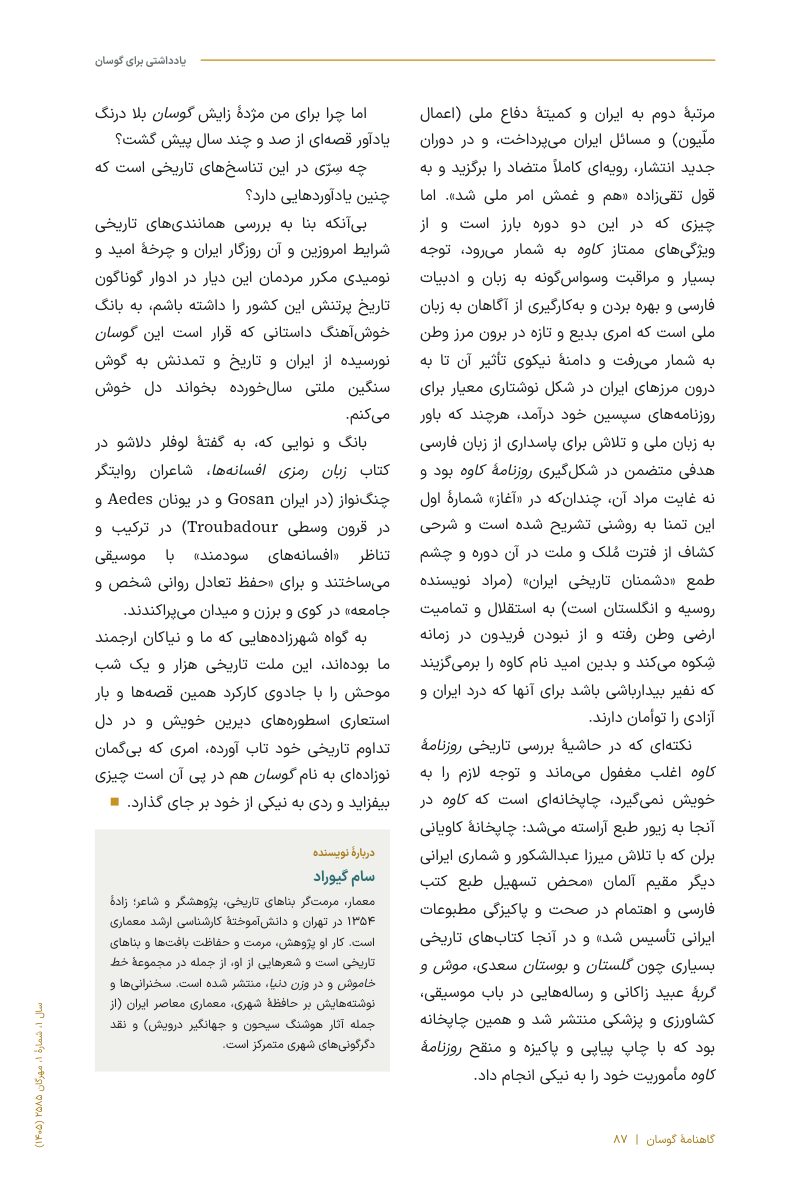 یادداشتی برای گوسان
مرتبهٔ دوم به ایران و کمیتهٔ دفاع ملی (اعمال
ملّیون) و مسائل ایران می‌پرداخت، و در دوران
جدید انتشار، رویه‌ای کاملاً متضاد را برگزید و به
قول تقی‌زاده «هم و غمش امر ملی شد». اما
چیزی که در این دو دوره بارز است و از
ویژگی‌های ممتاز کاوه به شمار می‌رود، توجه
بسیار و مراقبت وسواس‌گونه به زبان و ادبیات
فارسی و بهره بردن و به‌کارگیری از آگاهان به زبان
ملی است که امری بدیع و تازه در برون مرز وطن
به شمار می‌رفت و دامنهٔ نیکوی تأثیر آن تا به
درون مرزهای ایران در شکل نوشتاری معیار برای
روزنامه‌های سپسین خود درآمد، هرچند که باور
به زبان ملی و تلاش برای پاسداری از زبان فارسی
هدفی متضمن در شکل‌گیری روزنامهٔ کاوه بود و
نه غایت مراد آن، چندان‌که در «آغاز» شمارهٔ اول
این تمنا به روشنی تشریح شده است و شرحی
کشاف از فترت مُلک و ملت در آن دوره و چشم
طمع «دشمنان تاریخی ایران» (مراد نویسنده
روسیه و انگلستان است) به استقلال و تمامیت
ارضی وطن رفته و از نبودن فریدون در زمانه
شِکوه می‌کند و بدین امید نام کاوه را برمی‌گزیند
که نفیر بیدارباشی باشد برای آنها که درد ایران و
آزادی را توأمان دارند.
نکته‌ای که در حاشیهٔ بررسی تاریخی روزنامهٔ
کاوه اغلب مغفول می‌ماند و توجه لازم را به
خویش نمی‌گیرد، چاپخانه‌ای است که کاوه در
آنجا به زیور طبع آراسته می‌شد: چاپخانهٔ کاویانی
برلن که با تلاش میرزا عبدالشکور و شماری ایرانی
دیگر مقیم آلمان «محض تسهیل طبع کتب
فارسی و اهتمام در صحت و پاکیزگی مطبوعات
ایرانی تأسیس شد» و در آنجا کتاب‌های تاریخی
بسیاری چون گلستان و بوستان سعدی، موش و
گربهٔ عبید زاکانی و رساله‌هایی در باب موسیقی،
کشاورزی و پزشکی منتشر شد و همین چاپخانه
بود که با چاپ پیاپی و پاکیزه و منقح روزنامهٔ
کاوه مأموریت خود را به نیکی انجام داد.
اما چرا برای من مژدهٔ زایش گوسان بلا درنگ
یادآور قصه‌ای از صد و چند سال پیش گشت؟
چه سِرّی در این تناسخ‌های تاریخی است که
چنین یادآوردهایی دارد؟
بی‌آنکه بنا به بررسی همانندی‌های تاریخی
شرایط امروزین و آن روزگار ایران و چرخهٔ امید و
نومیدی مکرر مردمان این دیار در ادوار گوناگون
تاریخ پرتنش این کشور را داشته باشم، به بانگ
خوش‌آهنگ داستانی که قرار است این گوسان
نورسیده از ایران و تاریخ و تمدنش به گوش
سنگین ملتی سال‌خورده بخواند دل خوش
می‌کنم.
بانگ و نوایی که، به گفتهٔ لوفلر دلاشو در
کتاب زبان رمزی افسانه‌ها، شاعران روایتگر
چنگ‌نواز (در ایران Gosan و در یونان Aedes و
در قرون وسطی Troubadour) در ترکیب و
تناظر «افسانه‌های سودمند» با موسیقی
می‌ساختند و برای «حفظ تعادل روانی شخص و
جامعه» در کوی و برزن و میدان می‌پراکندند.
به گواه شهرزاده‌هایی که ما و نیاکان ارجمند
ما بوده‌اند، این ملت تاریخی هزار و یک شب
موحش را با جادوی کارکرد همین قصه‌ها و بار
استعاری اسطوره‌های دیرین خویش و در دل
تداوم تاریخی خود تاب آورده، امری که بی‌گمان
نوزاده‌ای به نام گوسان هم در پی آن است چیزی
بیفزاید و ردی به نیکی از خود بر جای گذارد.
دربارهٔ نویسنده
سام گیوراد
معمار، مرمت‌گر بناهای تاریخی، پژوهشگر و شاعر؛ زادهٔ
۱۳۵۴ در تهران و دانش‌آموختهٔ کارشناسی ارشد معماری
است. کار او پژوهش، مرمت و حفاظت بافت‌ها و بناهای
تاریخی است و شعرهایی از او، از جمله در مجموعهٔ خط
خاموش و در وزن دنیا، منتشر شده است. سخنرانی‌ها و
نوشته‌هایش بر حافظهٔ شهری، معماری معاصر ایران (از
جمله آثار هوشنگ سیحون و جهانگیر درویش) و نقد
دگرگونی‌های شهری متمرکز است.
سال ۱، شمارهٔ ۱، مهرگان ۲۵۸۵ (۱۴۰۵)
گاهنامهٔ گوسان | ۸۷